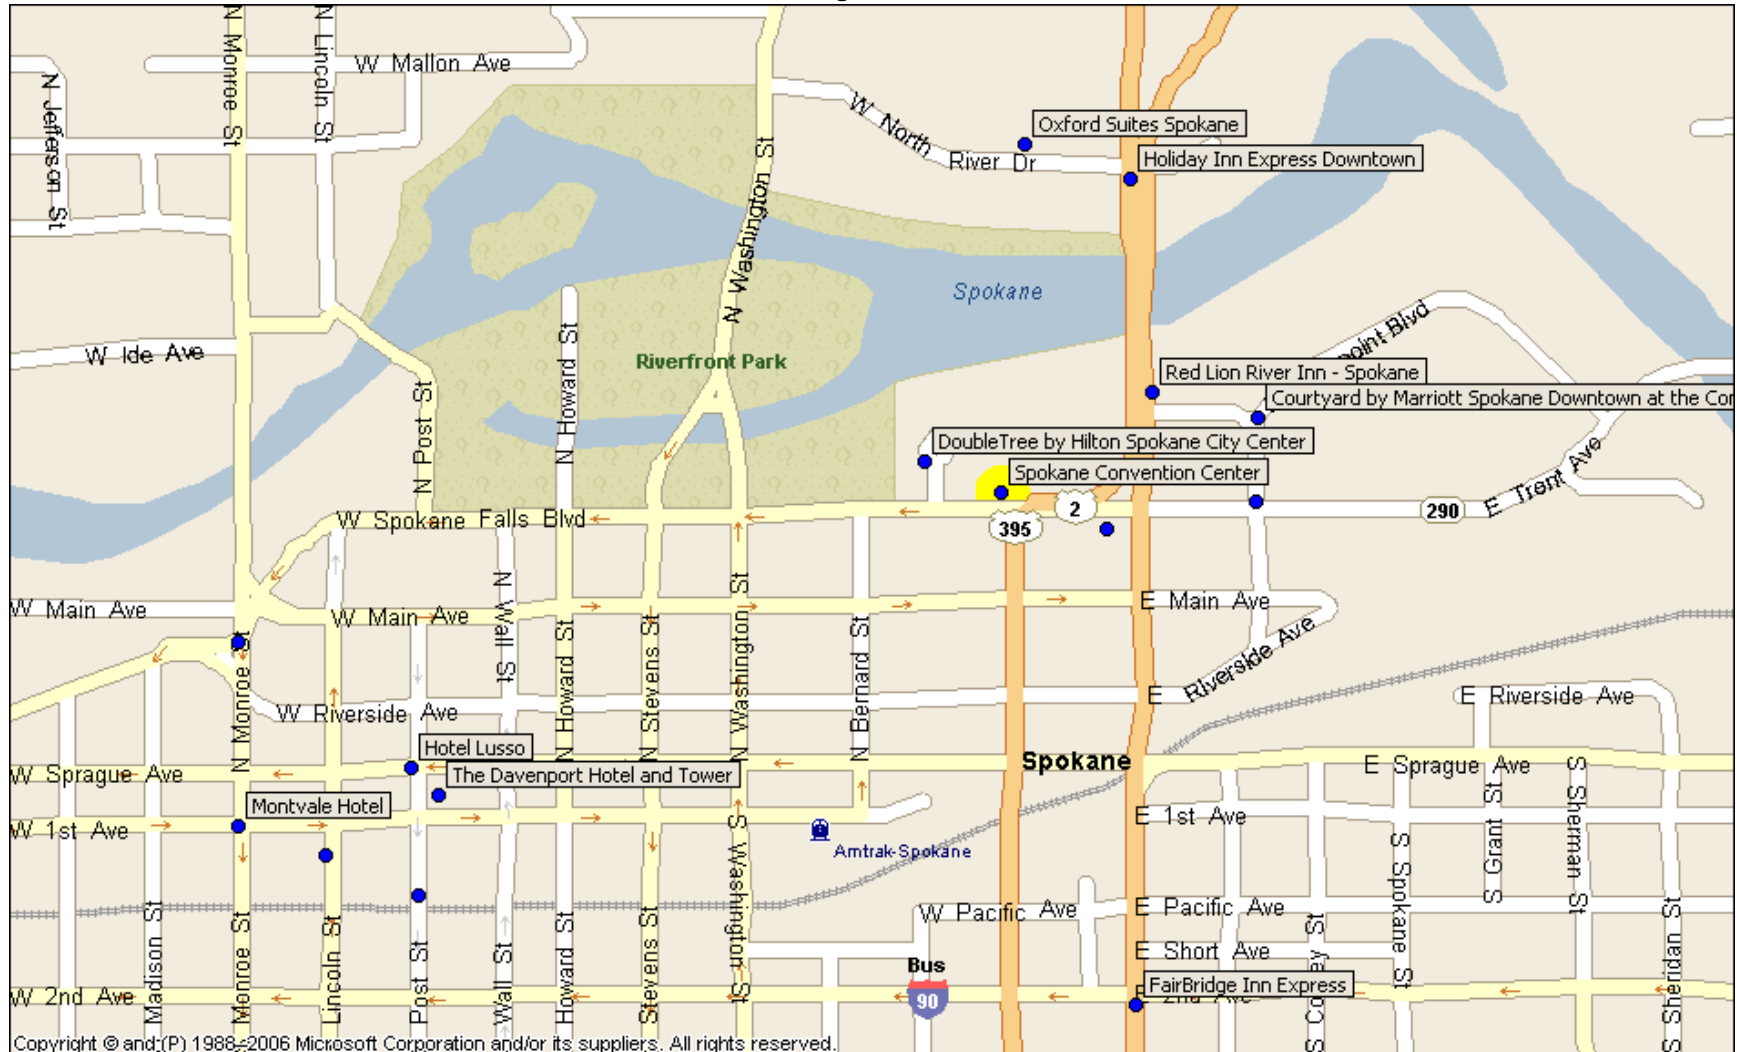 N Monroe St
N Lincoln St
W Mallon Ave
N Jefferson St
W North River Dr
Oxford Suites Spokane
Holiday Inn Express Downtown
N Washington St
Spokane
W Ide Ave
Riverfront Park
N Howard St
N Post St
point Blvd
Red Lion River Inn - Spokane
Courtyard by Marriott Spokane Downtown at the Con
DoubleTree by Hilton Spokane City Center
Spokane Convention Center
E Trent Ave
W Spokane Falls Blvd
2
290
395
N Wall St
W Main Ave
W Main Ave
E Main Ave
N Monroe St
N Howard St
N Stevens St
N Washington St
N Bernard St
E Riverside Ave
E Riverside Ave
W Riverside Ave
Hotel Lusso
Spokane
W Sprague Ave
E Sprague Ave
The Davenport Hotel and Tower
Montvale Hotel
W 1st Ave
E 1st Ave
Amtrak-Spokane
S Washington St
S Spokane St
S Grant St
S Sherman St
W Pacific Ave
E Pacific Ave
E Short Ave
Madison St
Monroe St
Lincoln St
Post St
Wall St
Howard St
Stevens St
Bus
90
FairBridge Inn Express
W 2nd Ave
S Sheridan St
Copyright © and (P) 1988–2006 Microsoft Corporation and/or its suppliers. All rights reserved.